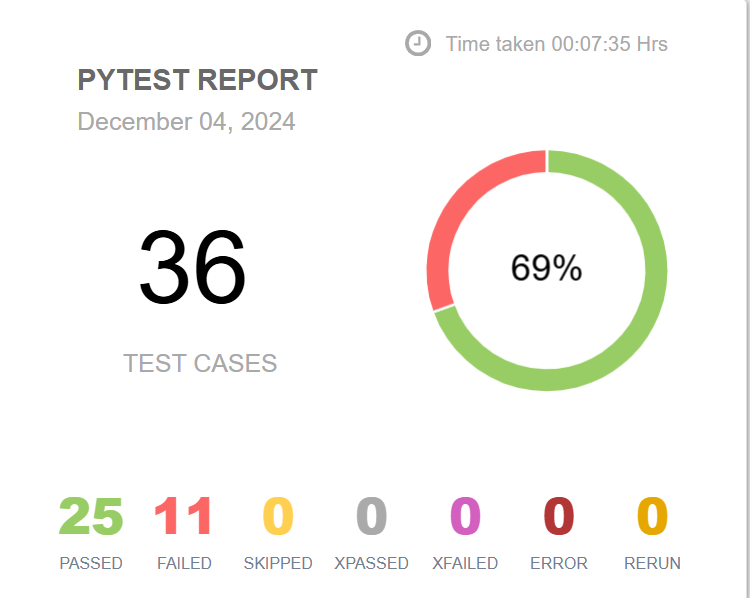 Time taken 00:07:35 Hrs
PYTEST REPORT
December 04, 2024
36
69%
TEST CASES
25 11 0 0 0 0 0
PASSED FAILED SKIPPED XPASSED XFAILED ERROR RERUN